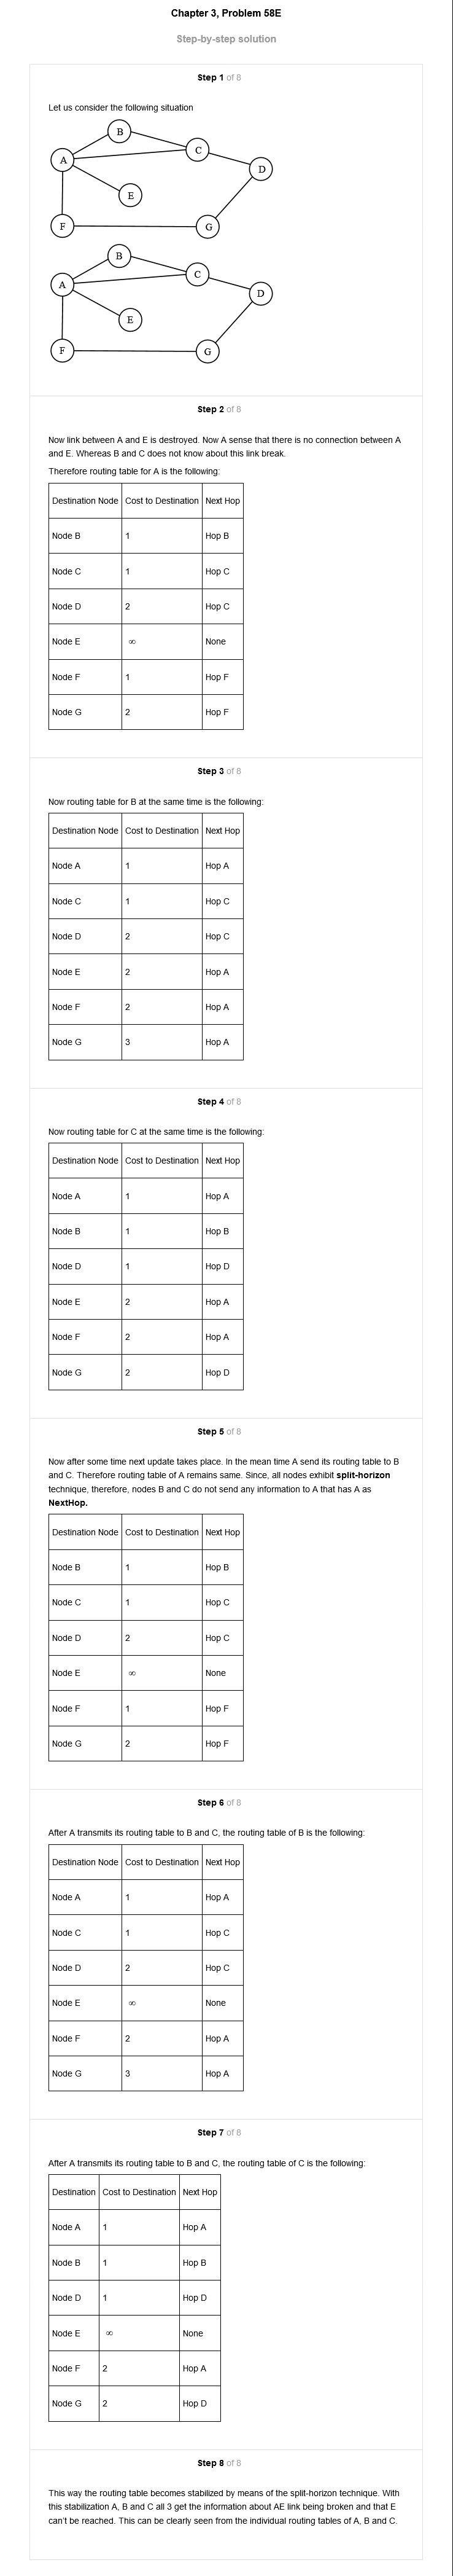 Chapter 3, Problem 58E
Step-by-step solution
Step 1 of 8
Let us consider the following situation
B
A
C
D
E
F
G
B
A
C
D
E
F
G
Step 2 of 8
Now link between A and E is destroyed. Now A sense that there is no connection between A
and E. Whereas B and C does not know about this link break.
Therefore routing table for A is the following:
Destination Node Cost to Destination Next Hop
Node B 1 Hop B
Node C 1 Hop C
Node D 2 Hop C
Node E ∞ None
Node F 1 Hop F
Node G 2 Hop F
Step 3 of 8
Now routing table for B at the same time is the following:
Destination Node Cost to Destination Next Hop
Node A 1 Hop A
Node C 1 Hop C
Node D 2 Hop C
Node E 2 Hop A
Node F 2 Hop A
Node G 3 Hop A
Step 4 of 8
Now routing table for C at the same time is the following:
Destination Node Cost to Destination Next Hop
Node A 1 Hop A
Node B 1 Hop B
Node D 1 Hop D
Node E 2 Hop A
Node F 2 Hop A
Node G 2 Hop D
Step 5 of 8
Now after some time next update takes place. In the mean time A send its routing table to B
and C. Therefore routing table of A remains same. Since, all nodes exhibit split-horizon
technique, therefore, nodes B and C do not send any information to A that has A as
NextHop.
Destination Node Cost to Destination Next Hop
Node B 1 Hop B
Node C 1 Hop C
Node D 2 Hop C
Node E ∞ None
Node F 1 Hop F
Node G 2 Hop F
Step 6 of 8
After A transmits its routing table to B and C, the routing table of B is the following:
Destination Node Cost to Destination Next Hop
Node A 1 Hop A
Node C 1 Hop C
Node D 2 Hop C
Node E ∞ None
Node F 2 Hop A
Node G 3 Hop A
Step 7 of 8
After A transmits its routing table to B and C, the routing table of C is the following:
Destination Cost to Destination Next Hop
Node A 1 Hop A
Node B 1 Hop B
Node D 1 Hop D
Node E ∞ None
Node F 2 Hop A
Node G 2 Hop D
Step 8 of 8
This way the routing table becomes stabilized by means of the split-horizon technique. With
this stabilization A, B and C all 3 get the information about AE link being broken and that E
can't be reached. This can be clearly seen from the individual routing tables of A, B and C.